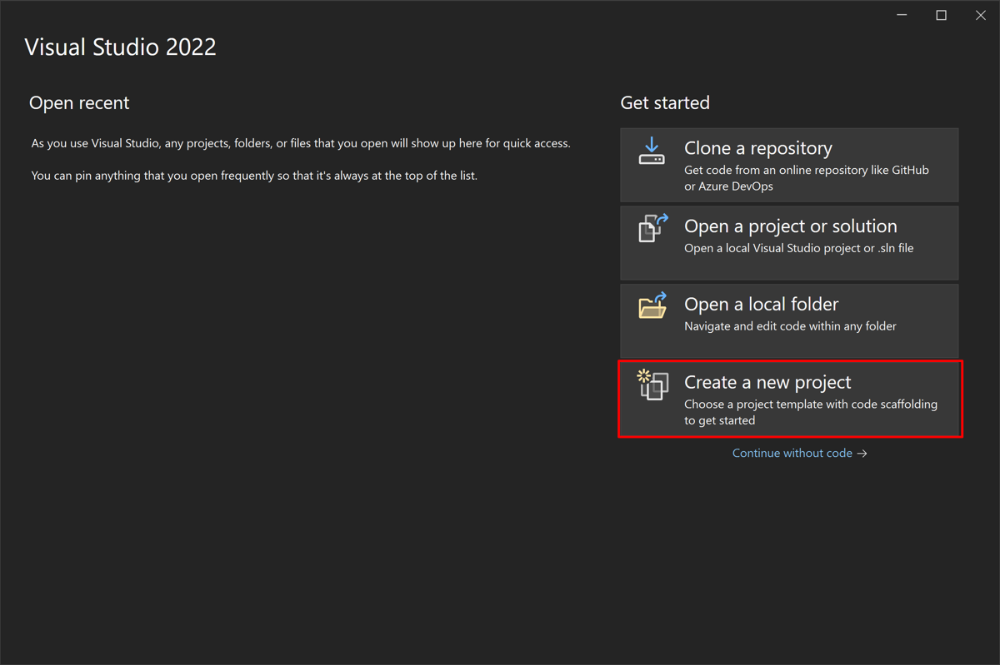 Visual Studio 2022
Open recent
As you use Visual Studio, any projects, folders, or files that you open will show up here for quick access.
You can pin anything that you open frequently so that it's always at the top of the list.
Get started
Clone a repository
Get code from an online repository like GitHub
or Azure DevOps
Open a project or solution
Open a local Visual Studio project or .sln file
Open a local folder
Navigate and edit code within any folder
Create a new project
Choose a project template with code scaffolding
to get started
Continue without code →